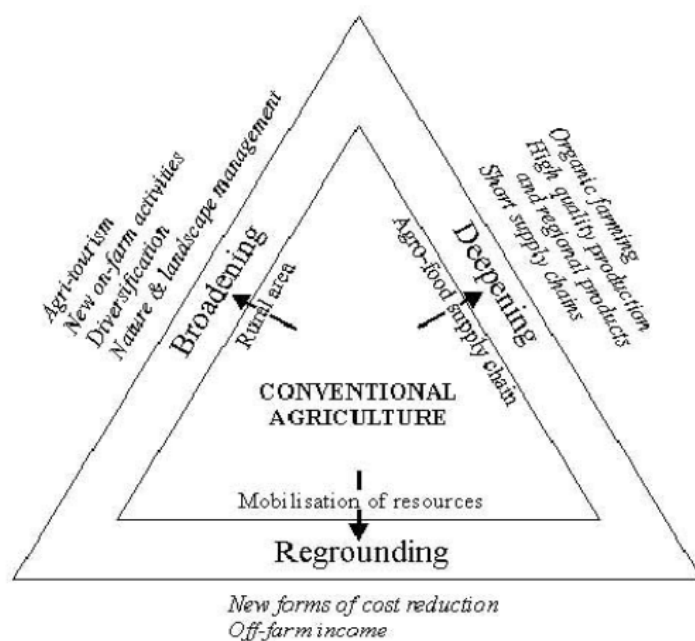 Agri-tourism
New on-farm activities
Diversification
Nature & landscape management
Broadening
Rural area
Organic farming
High quality production
and regional products
Short supply chains
Deepening
Agro-food supply chain
CONVENTIONAL
AGRICULTURE
Mobilisation of resources
Regrounding
New forms of cost reduction
Off-farm income